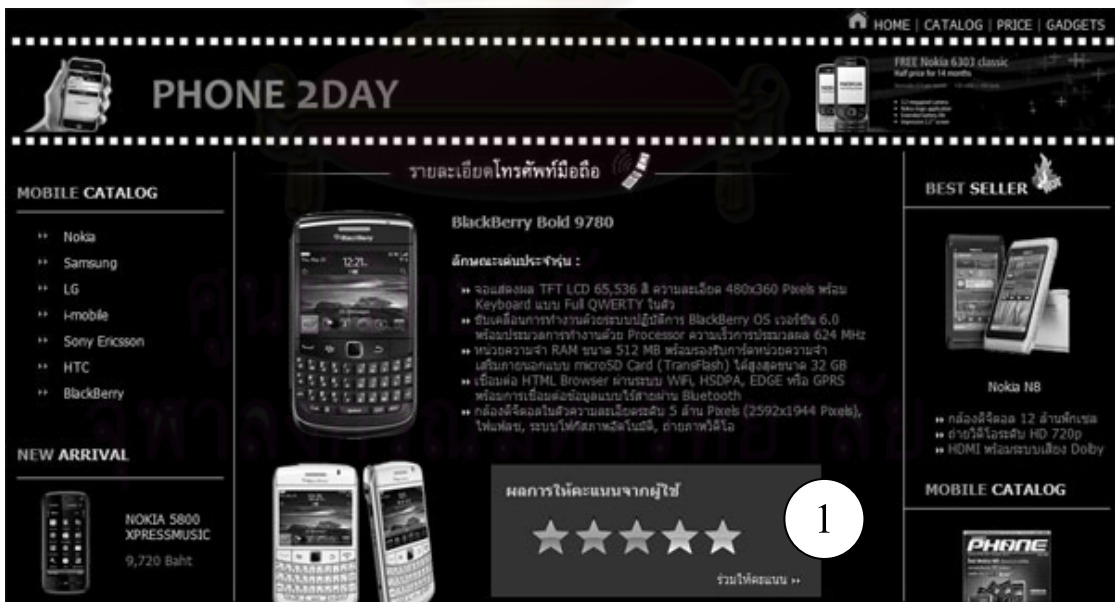 HOME | CATALOG | PRICE | GADGETS
PHONE 2DAY
FREE Nokia 6303 classic
Half price for 14 months
รายละเอียดโทรศัพท์มือถือ
MOBILE CATALOG
Nokia
Samsung
LG
i-mobile
Sony Ericsson
HTC
BlackBerry
NEW ARRIVAL
NOKIA 5800
XPRESSMUSIC
9,720 Baht
BlackBerry Bold 9780
ลักษณะเด่นประจำรุ่น :
จอแสดงผล TFT LCD 65,536 สี ความละเอียด 480x360 Pixels พร้อม
Keyboard แบบ Full QWERTY ในตัว
ขับเคลื่อนการทำงานด้วยระบบปฏิบัติการ BlackBerry OS เวอร์ชัน 6.0
พร้อมประมวลการทำงานด้วย Processor ความเร็วการประมวลผล 624 MHz
หน่วยความจำ RAM ขนาด 512 MB พร้อมรองรับการ์ดหน่วยความจำ
เสริมภายนอกแบบ microSD Card (TransFlash) ได้สูงสุดขนาด 32 GB
เชื่อมต่อ HTML Browser ผ่านระบบ WiFi, HSDPA, EDGE หรือ GPRS
พร้อมการเชื่อมต่อข้อมูลแบบไร้สายผ่าน Bluetooth
กล้องดิจิตอลในตัวความละเอียดระดับ 5 ล้าน Pixels (2592x1944 Pixels),
ไฟแฟลช, ระบบโฟกัสภาพอัตโนมัติ, ถ่ายภาพวิดีโอ
ผลการให้คะแนนจากผู้ใช้
1
ร่วมให้คะแนน
BEST SELLER
Nokia N8
กล้องดิจิตอล 12 ล้านพิกเซล
ถ่ายวิดีโอระดับ HD 720p
HDMI พร้อมระบบเสียง Dolby
MOBILE CATALOG
PHONE